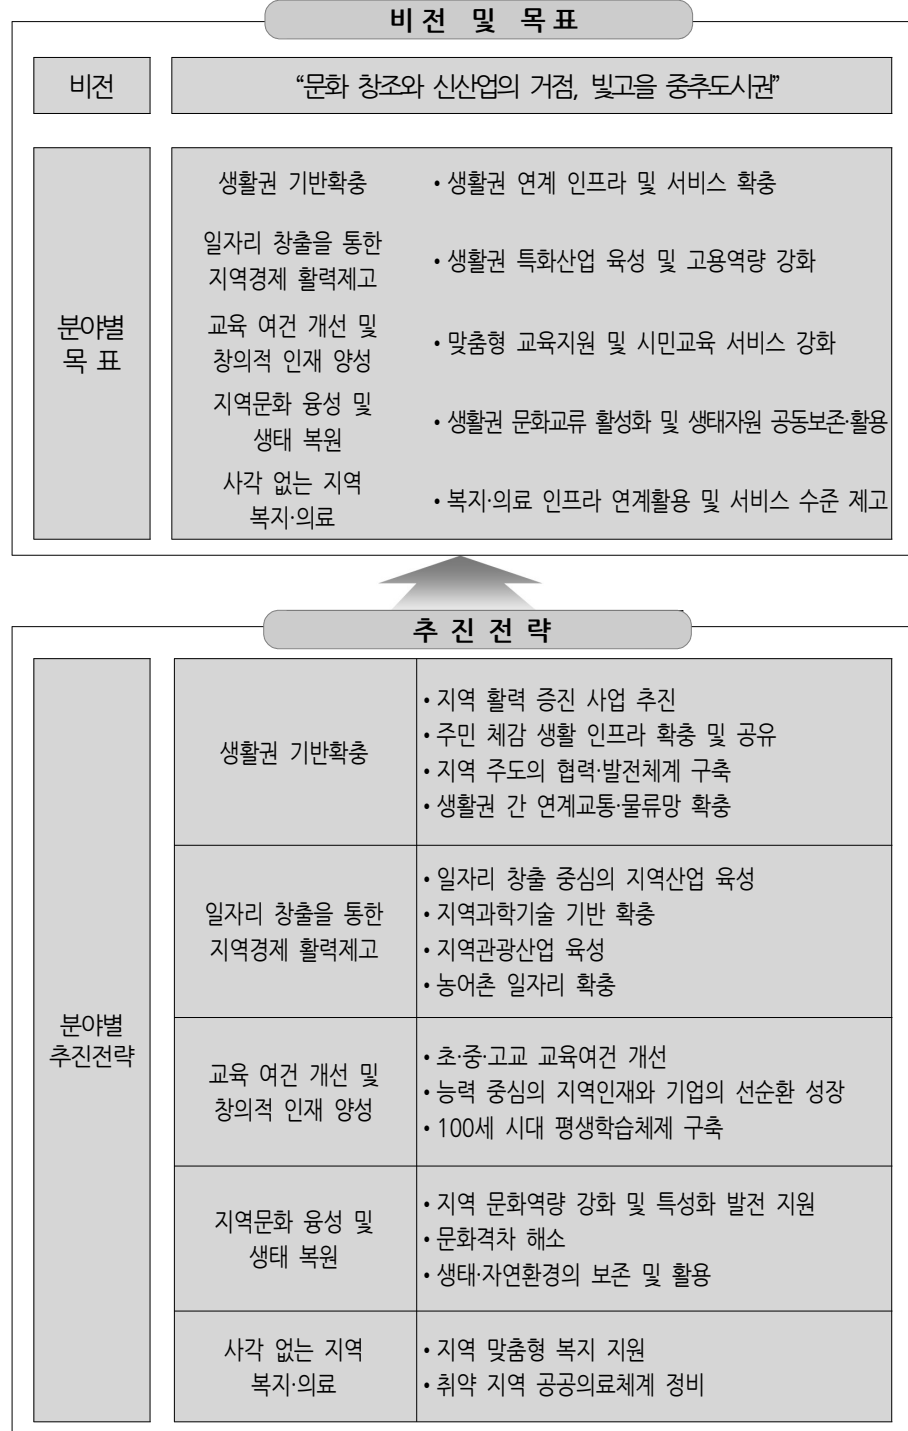 비전 및 목표
비전
“문화 창조와 신산업의 거점, 빛고을 중추도시권”
분야별
목 표
생활권 기반확충
• 생활권 연계 인프라 및 서비스 확충
일자리 창출을 통한
지역경제 활력제고
• 생활권 특화산업 육성 및 고용역량 강화
교육 여건 개선 및
창의적 인재 양성
• 맞춤형 교육지원 및 시민교육 서비스 강화
지역문화 융성 및
생태 복원
• 생활권 문화교류 활성화 및 생태자원 공동보존·활용
사각 없는 지역
복지·의료
• 복지·의료 인프라 연계활용 및 서비스 수준 제고
추진전략
분야별
추진전략
생활권 기반확충
• 지역 활력 증진 사업 추진
• 주민 체감 생활 인프라 확충 및 공유
• 지역 주도의 협력·발전체계 구축
• 생활권 간 연계교통·물류망 확충
일자리 창출을 통한
지역경제 활력제고
• 일자리 창출 중심의 지역산업 육성
• 지역과학기술 기반 확충
• 지역관광산업 육성
• 농어촌 일자리 확충
교육 여건 개선 및
창의적 인재 양성
• 초·중·고교 교육여건 개선
• 능력 중심의 지역인재와 기업의 선순환 성장
• 100세 시대 평생학습체제 구축
지역문화 융성 및
생태 복원
• 지역 문화역량 강화 및 특성화 발전 지원
• 문화격차 해소
• 생태·자연환경의 보존 및 활용
사각 없는 지역
복지·의료
• 지역 맞춤형 복지 지원
• 취약 지역 공공의료체계 정비